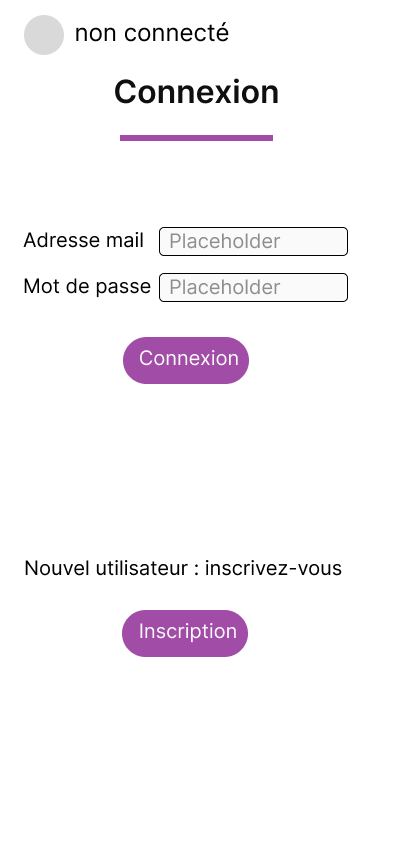 non connecté
Connexion
Adresse mail Placeholder
Mot de passe Placeholder
Connexion
Nouvel utilisateur : inscrivez-vous
Inscription